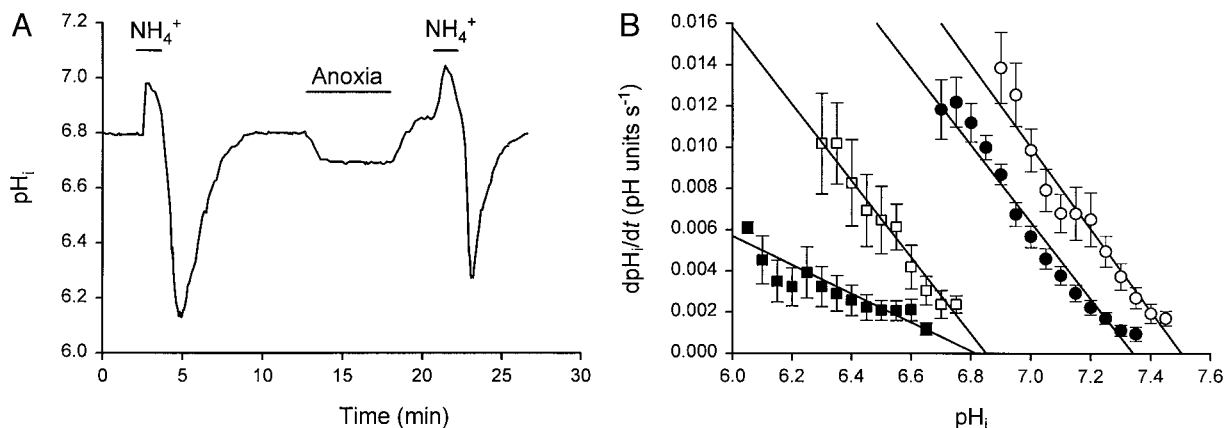 A
NH₄⁺
Anoxia
NH₄⁺
pHᵢ
7.2
7.0
6.8
6.6
6.4
6.2
6.0
0 5 10 15 20 25 30
Time (min)
B
dpHᵢ/dt (pH units s⁻¹)
0.016
0.014
0.012
0.010
0.008
0.006
0.004
0.002
0.000
6.0 6.2 6.4 6.6 6.8 7.0 7.2 7.4 7.6
pHᵢ